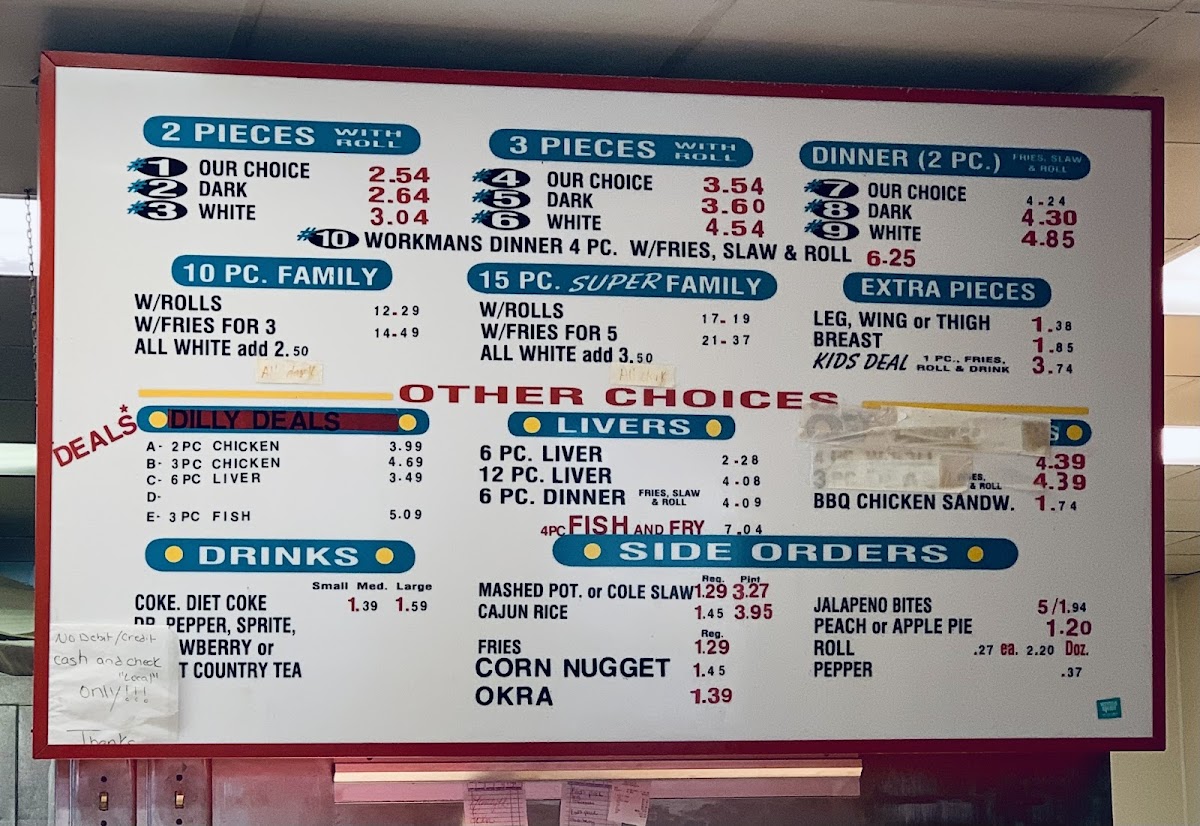 2 PIECES WITH ROLL
#1 OUR CHOICE 2.54
#2 DARK 2.64
#3 WHITE 3.04
3 PIECES WITH ROLL
#4 OUR CHOICE 3.54
#5 DARK 3.60
#6 WHITE 4.54
DINNER (2 PC.) FRIES, SLAW & ROLL
#7 OUR CHOICE 4.24
#8 DARK 4.30
#9 WHITE 4.85
#10 WORKMANS DINNER 4 PC. W/FRIES, SLAW & ROLL 6.25
10 PC. FAMILY
W/ROLLS 12.29
W/FRIES FOR 3 14.49
ALL WHITE add 2.50
15 PC. SUPER FAMILY
W/ROLLS 17.19
W/FRIES FOR 5 21.37
ALL WHITE add 3.50
EXTRA PIECES
LEG, WING or THIGH 1.38
BREAST 1.85
KIDS DEAL 1 PC., FRIES, ROLL & DRINK 3.74
OTHER CHOICES
DEALS*
DILLY DEALS
A- 2PC CHICKEN 3.99
B- 3PC CHICKEN 4.69
C- 6PC LIVER 3.49
D-
E- 3PC FISH 5.09
LIVERS
6 PC. LIVER 2.28
12 PC. LIVER 4.08
6 PC. DINNER FRIES, SLAW & ROLL 4.09
4PC FISH AND FRY 7.04
S
4.39
ES, & ROLL 4.39
BBQ CHICKEN SANDW. 1.74
DRINKS
Small Med. Large
COKE. DIET COKE 1.39 1.59
DR. PEPPER, SPRITE,
WBERRY or
T COUNTRY TEA
No Debit/Credit
cash and check
"Local"
Only!!!
Thanks
SIDE ORDERS
Reg. Pint
MASHED POT. or COLE SLAW 1.29 3.27
CAJUN RICE 1.45 3.95
Reg.
FRIES 1.29
CORN NUGGET 1.45
OKRA 1.39
JALAPENO BITES 5/1.94
PEACH or APPLE PIE 1.20
ROLL .27 ea. 2.20 Doz.
PEPPER .37